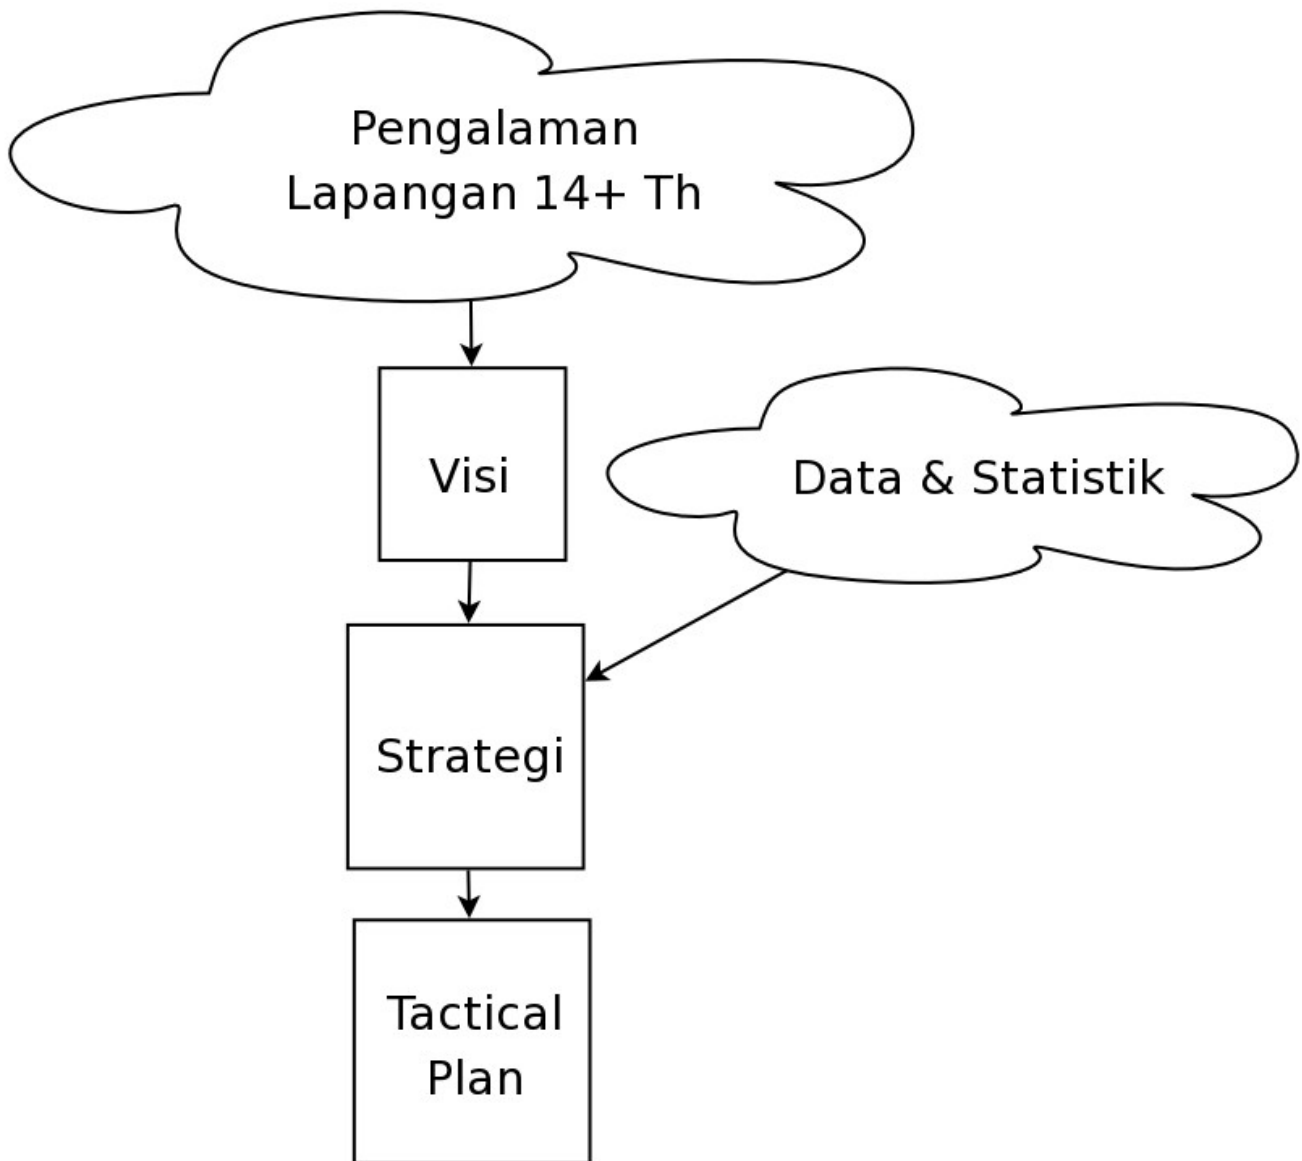 Pengalaman
Lapangan 14+ Th
Visi
Data & Statistik
Strategi
Tactical
Plan